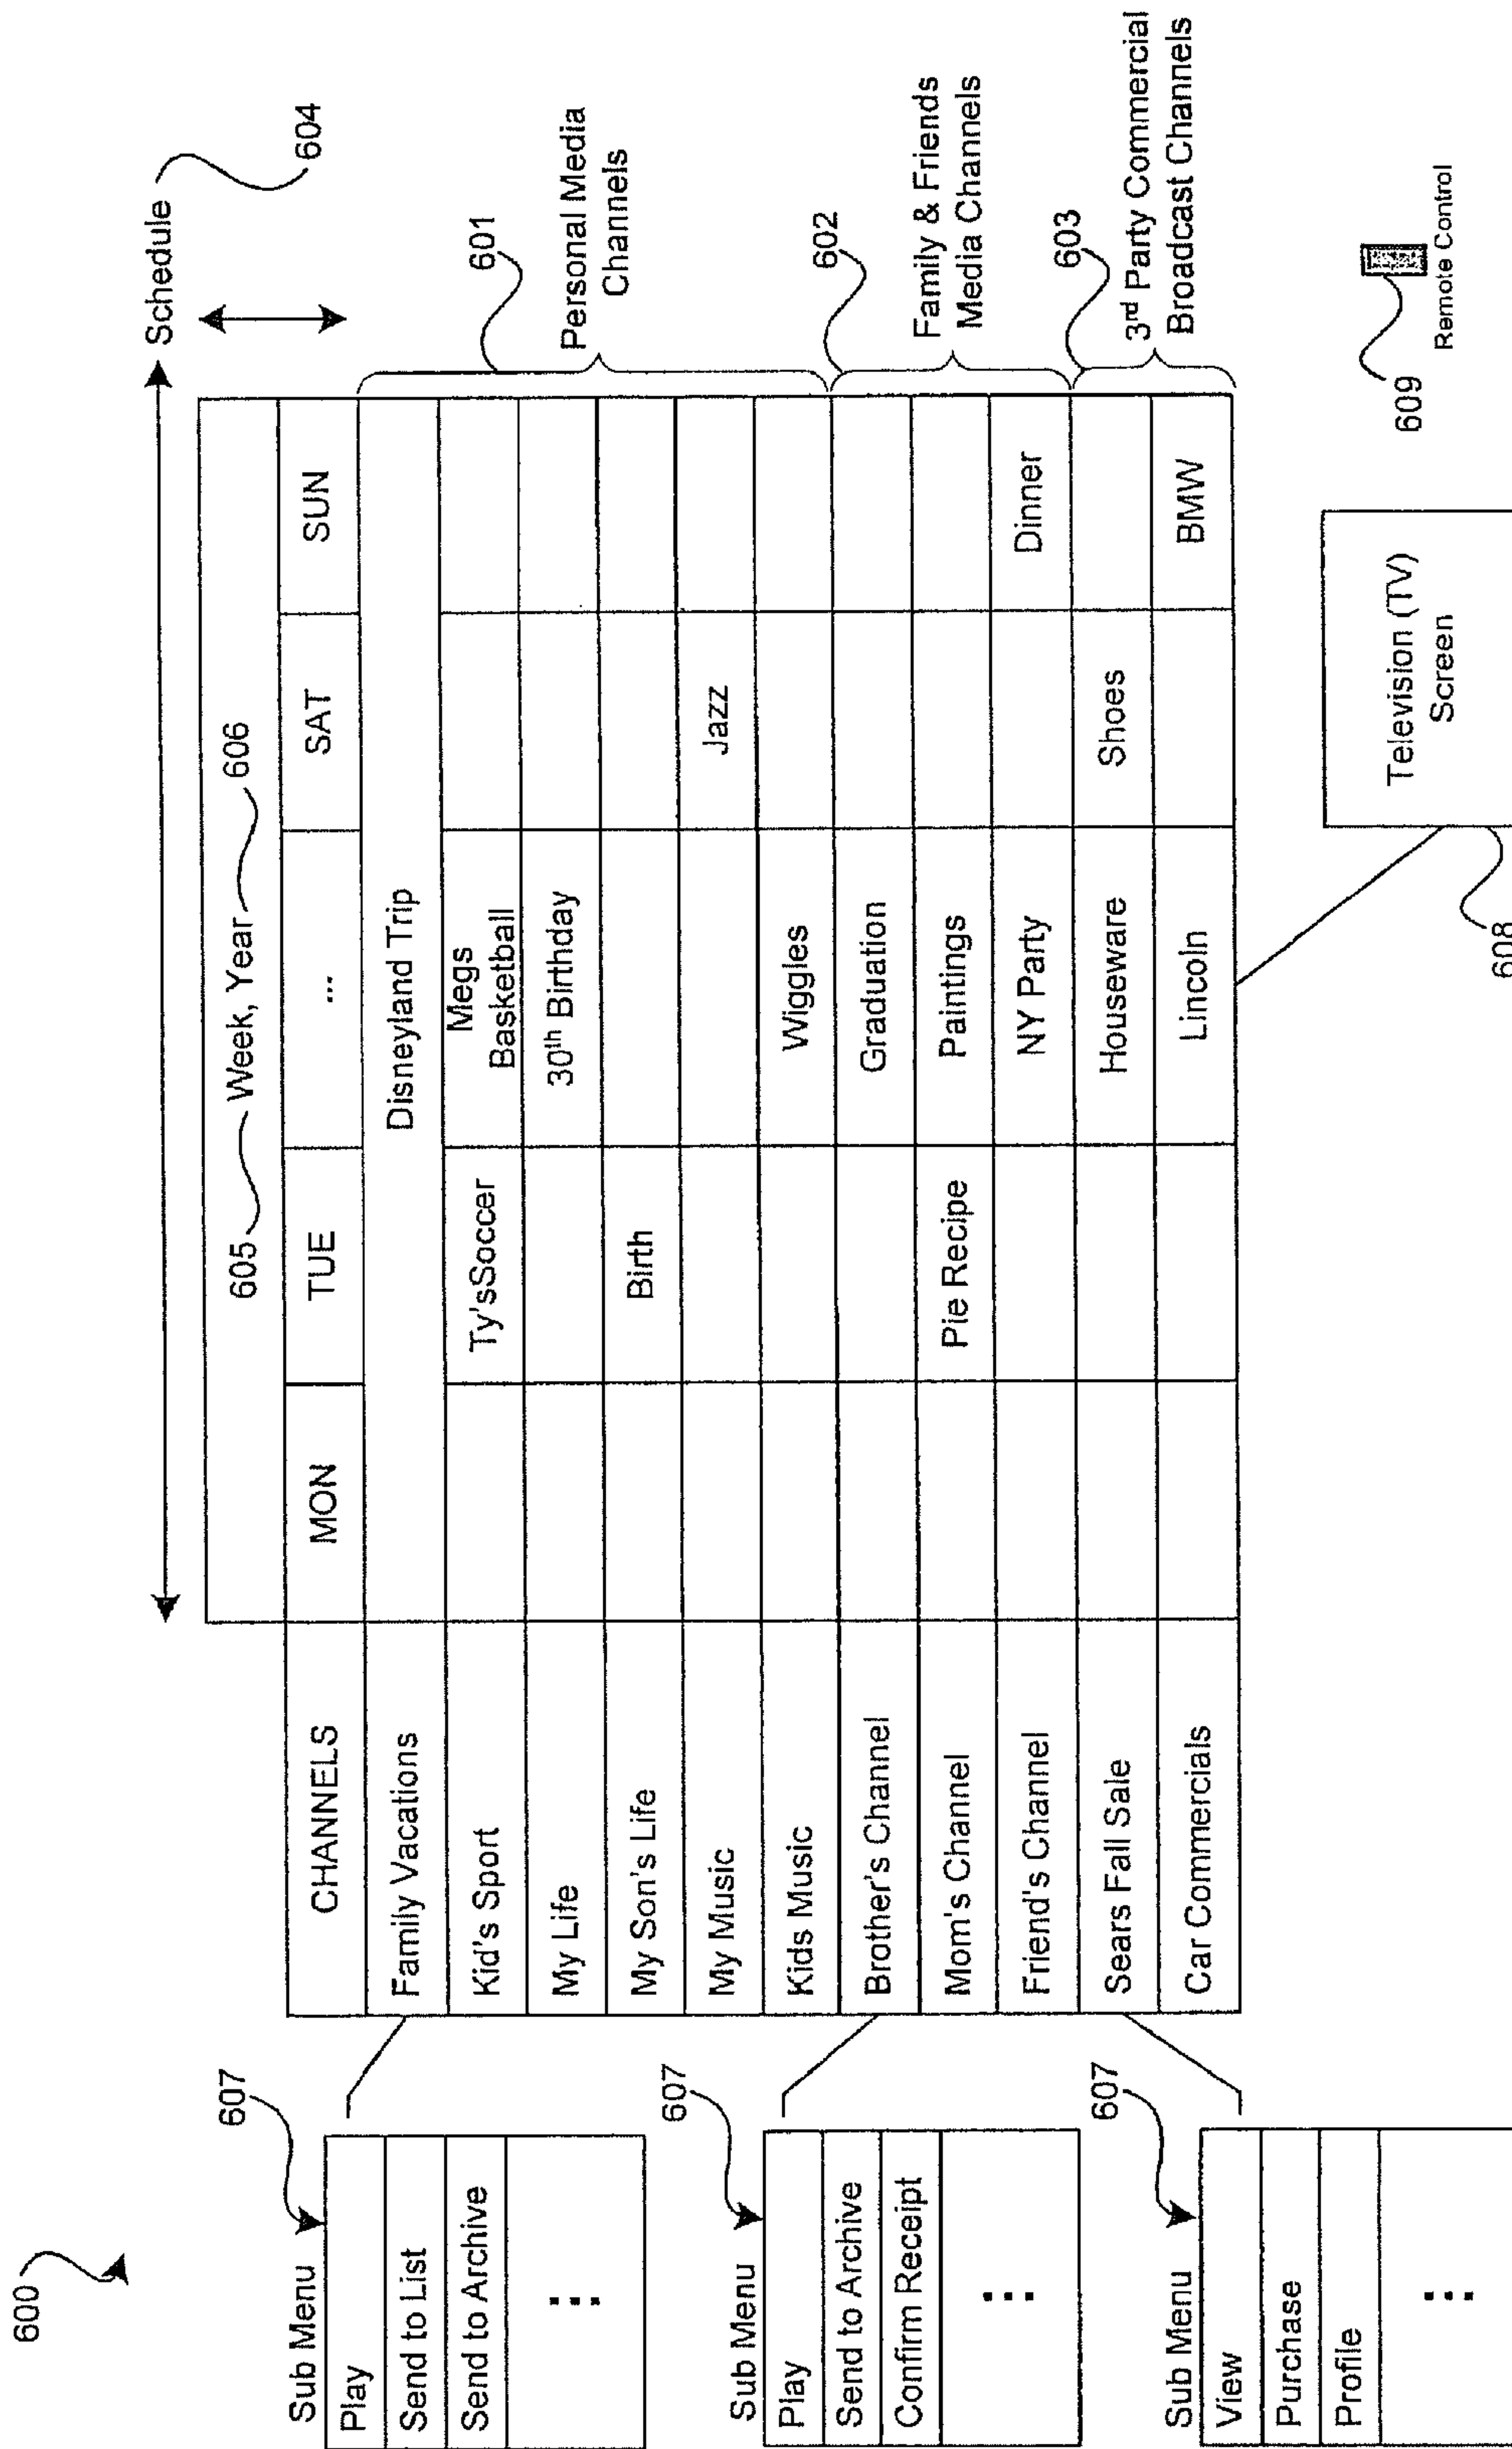 600
Schedule
604
605 Week, Year 606
CHANNELS MON TUE ... SAT SUN
Family Vacations Disneyland Trip
Kid's Sport Ty'sSoccer Megs
Basketball
My Life 30th Birthday
My Son's Life Birth
My Music Jazz
Kids Music Wiggles
Brother's Channel Graduation
Mom's Channel Pie Recipe Paintings
Friend's Channel NY Party Dinner
Sears Fall Sale Houseware Shoes
Car Commercials Lincoln BMW
601
Personal Media
Channels
602
Family & Friends
Media Channels
603
3rd Party Commercial
Broadcast Channels
607
Sub Menu
Play
Send to List
Send to Archive
...
607
Sub Menu
Play
Send to Archive
Confirm Receipt
...
607
Sub Menu
View
Purchase
Profile
...
Television (TV)
Screen
608
609
Remote Control